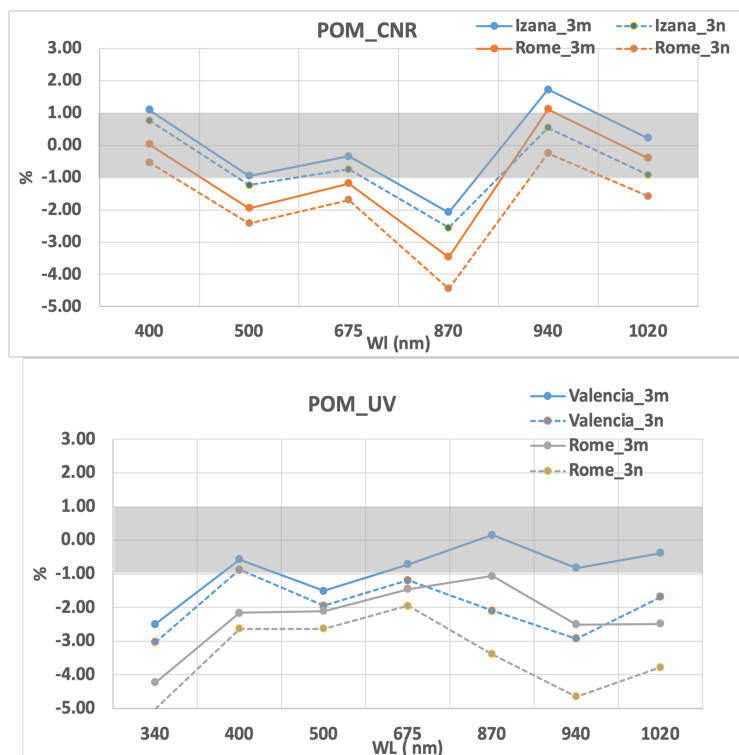 POM_CNR
Izana_3m
Izana_3n
Rome_3m
Rome_3n
3.00
2.00
1.00
0.00
-1.00
-2.00
-3.00
-4.00
-5.00
%
400 500 675 870 940 1020
Wl (nm)
POM_UV
Valencia_3m
Valencia_3n
Rome_3m
Rome_3n
3.00
2.00
1.00
0.00
-1.00
-2.00
-3.00
-4.00
-5.00
%
340 400 500 675 870 940 1020
WL ( nm)